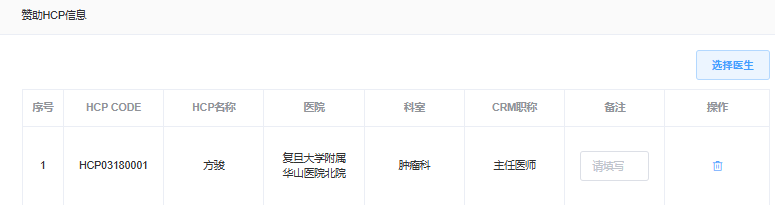 赞助HCP信息
选择医生
序号 HCP CODE HCP名称 医院 科室 CRM职称 备注 操作
1 HCP03180001 方骏 复旦大学附属 肿瘤科 主任医师 请填写
华山医院北院